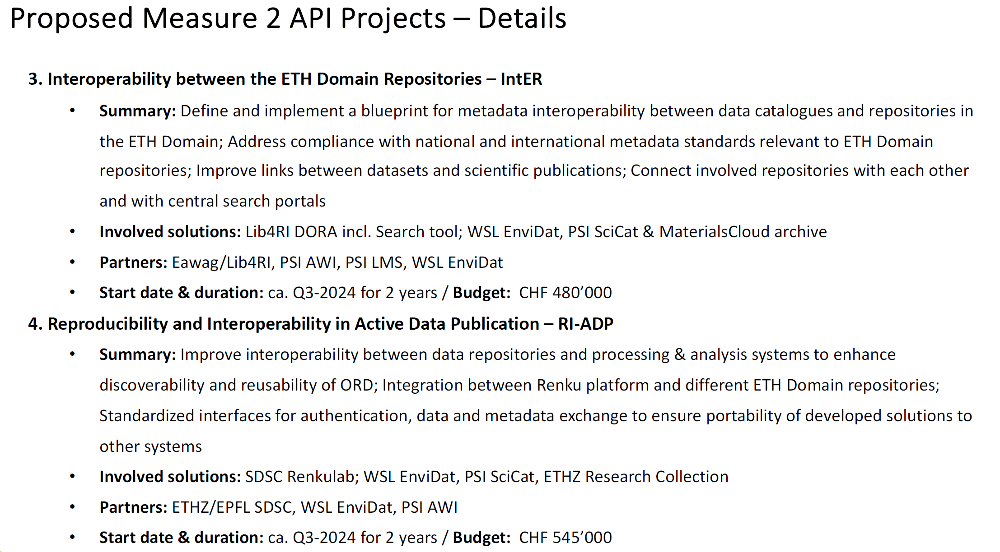 Proposed Measure 2 API Projects – Details
3. Interoperability between the ETH Domain Repositories – IntER
• Summary: Define and implement a blueprint for metadata interoperability between data catalogues and repositories in
the ETH Domain; Address compliance with national and international metadata standards relevant to ETH Domain
repositories; Improve links between datasets and scientific publications; Connect involved repositories with each other
and with central search portals
• Involved solutions: Lib4RI DORA incl. Search tool; WSL EnviDat, PSI SciCat & MaterialsCloud archive
• Partners: Eawag/Lib4RI, PSI AWI, PSI LMS, WSL EnviDat
• Start date & duration: ca. Q3-2024 for 2 years / Budget: CHF 480’000
4. Reproducibility and Interoperability in Active Data Publication – RI-ADP
• Summary: Improve interoperability between data repositories and processing & analysis systems to enhance
discoverability and reusability of ORD; Integration between Renku platform and different ETH Domain repositories;
Standardized interfaces for authentication, data and metadata exchange to ensure portability of developed solutions to
other systems
• Involved solutions: SDSC Renkulab; WSL EnviDat, PSI SciCat, ETHZ Research Collection
• Partners: ETHZ/EPFL SDSC, WSL EnviDat, PSI AWI
• Start date & duration: ca. Q3-2024 for 2 years / Budget: CHF 545’000